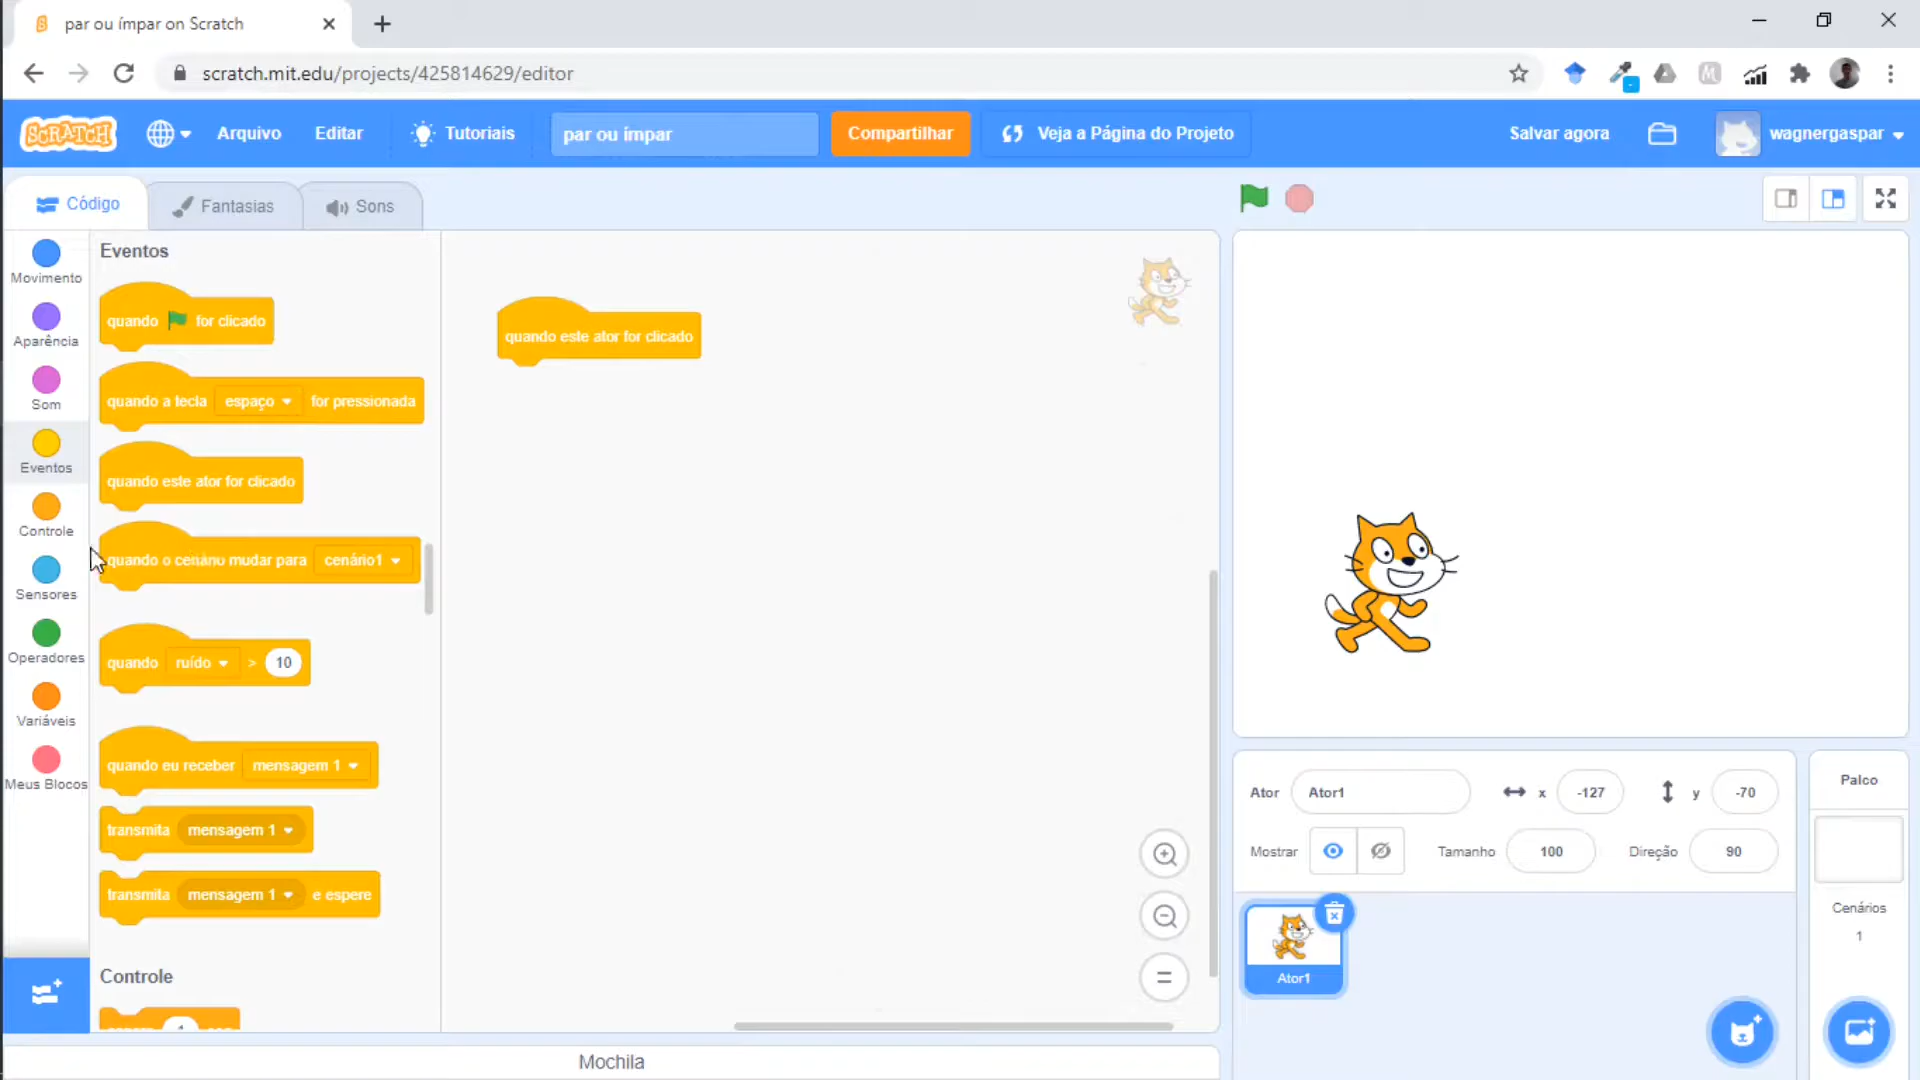 par ou ímpar on Scratch
scratch.mit.edu/projects/425814629/editor
SCRATCH
Arquivo
Editar
Tutoriais
par ou ímpar
Compartilhar
Veja a Página do Projeto
Salvar agora
wagnergaspar
Código
Fantasias
Sons
Movimento
Aparência
Som
Eventos
Controle
Sensores
Operadores
Variáveis
Meus Blocos
Eventos
quando for clicado
quando a tecla espaço for pressionada
quando este ator for clicado
quando o cenário mudar para cenário1
quando ruído > 10
quando eu receber mensagem 1
transmita mensagem 1
transmita mensagem 1 e espere
Controle
quando este ator for clicado
Mochila
Ator Ator1 x -127 y -70
Mostrar Tamanho 100 Direção 90
Ator1
Palco
Cenários
1